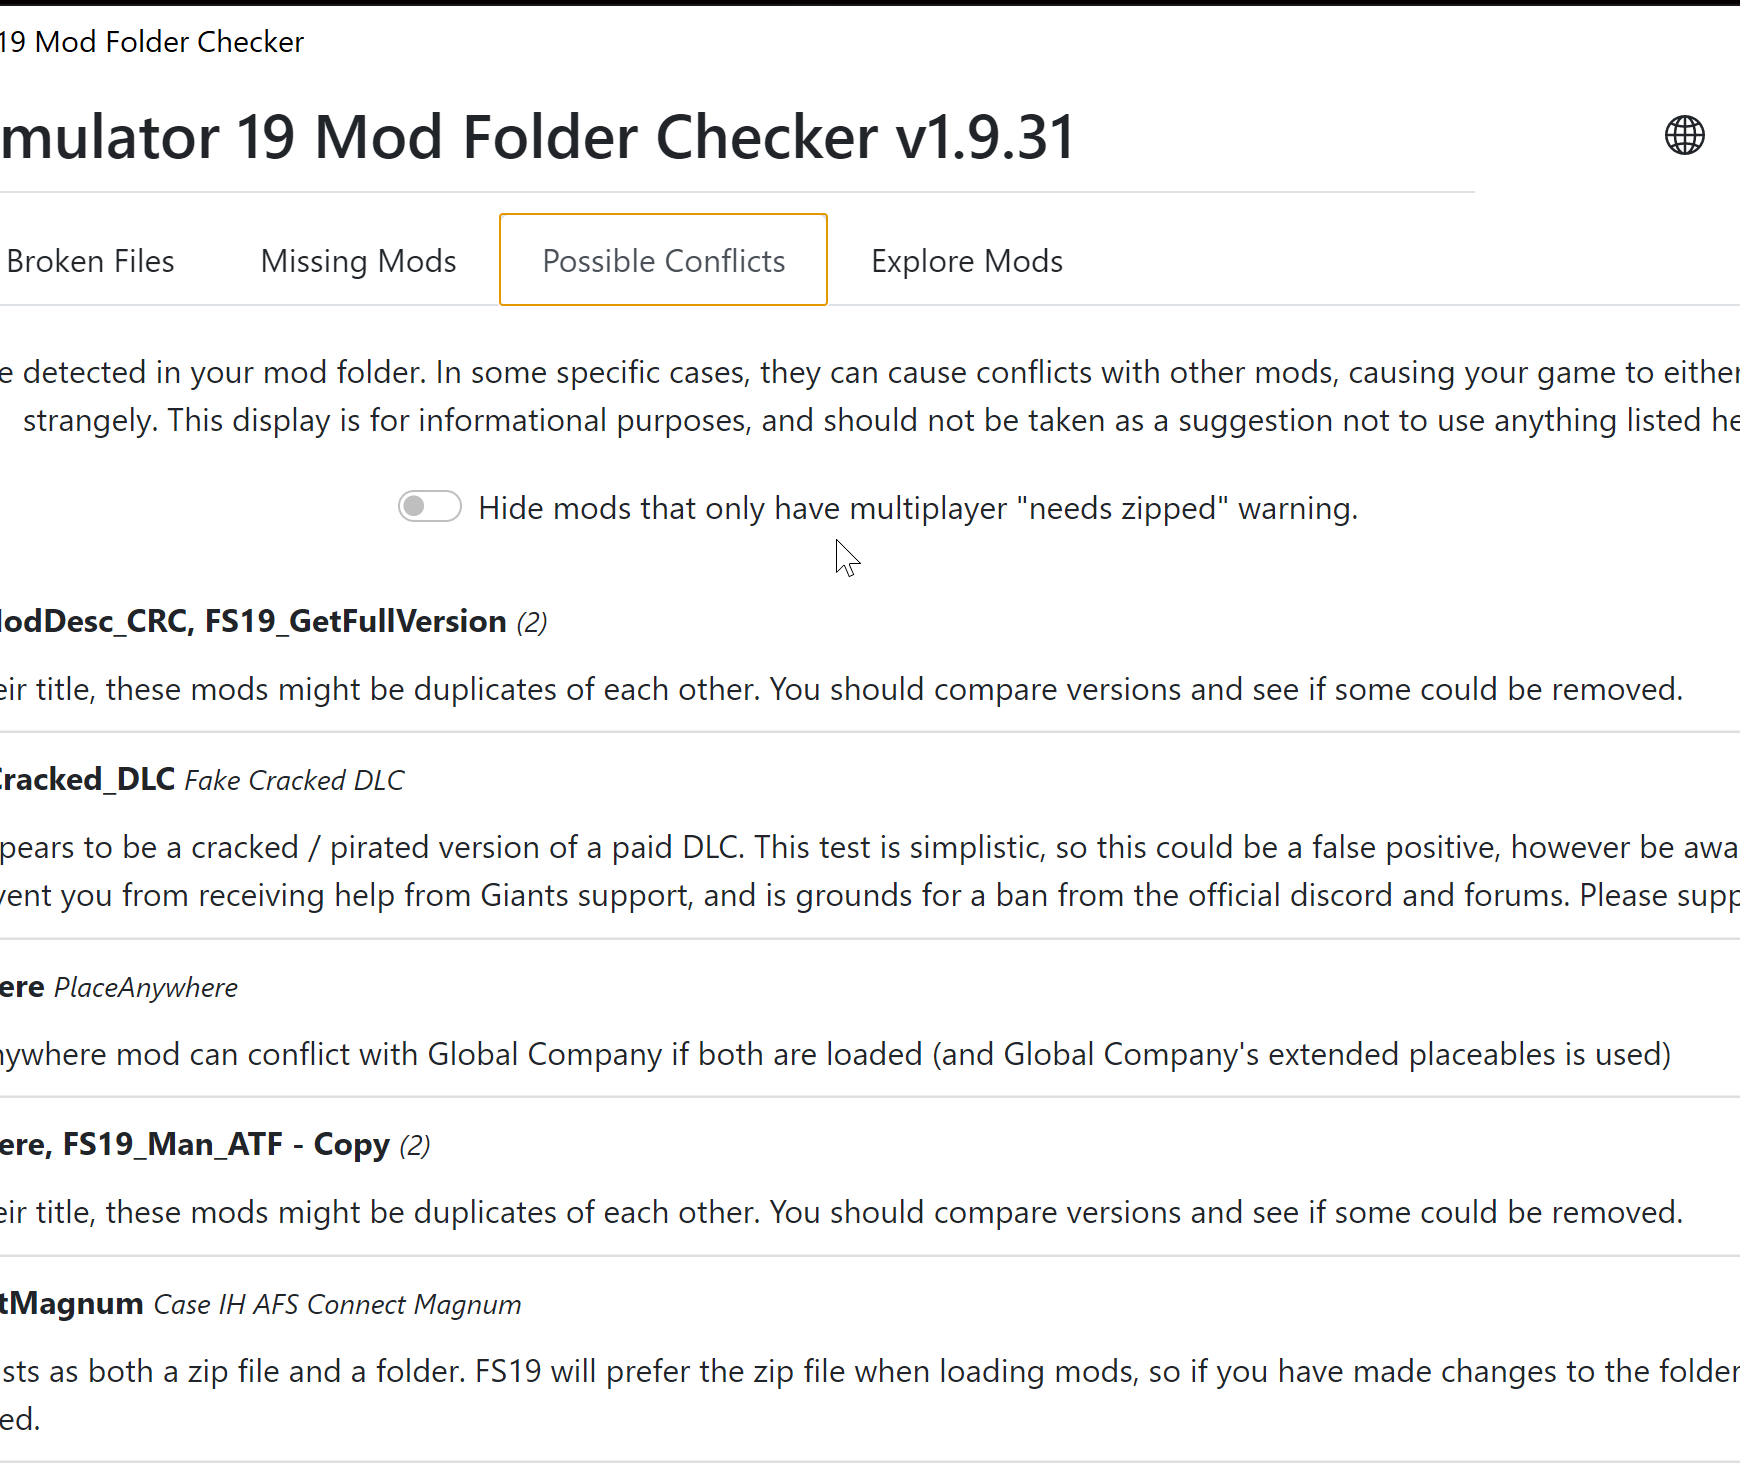 19 Mod Folder Checker
mulator 19 Mod Folder Checker v1.9.31
Broken Files Missing Mods Possible Conflicts Explore Mods
e detected in your mod folder. In some specific cases, they can cause conflicts with other mods, causing your game to either
strangely. This display is for informational purposes, and should not be taken as a suggestion not to use anything listed he
Hide mods that only have multiplayer "needs zipped" warning.
odDesc_CRC, FS19_GetFullVersion (2)
eir title, these mods might be duplicates of each other. You should compare versions and see if some could be removed.
Cracked_DLC Fake Cracked DLC
pears to be a cracked / pirated version of a paid DLC. This test is simplistic, so this could be a false positive, however be awa
vent you from receiving help from Giants support, and is grounds for a ban from the official discord and forums. Please supp
ere PlaceAnywhere
nywhere mod can conflict with Global Company if both are loaded (and Global Company's extended placeables is used)
ere, FS19_Man_ATF - Copy (2)
eir title, these mods might be duplicates of each other. You should compare versions and see if some could be removed.
tMagnum Case IH AFS Connect Magnum
sts as both a zip file and a folder. FS19 will prefer the zip file when loading mods, so if you have made changes to the folder
ed.